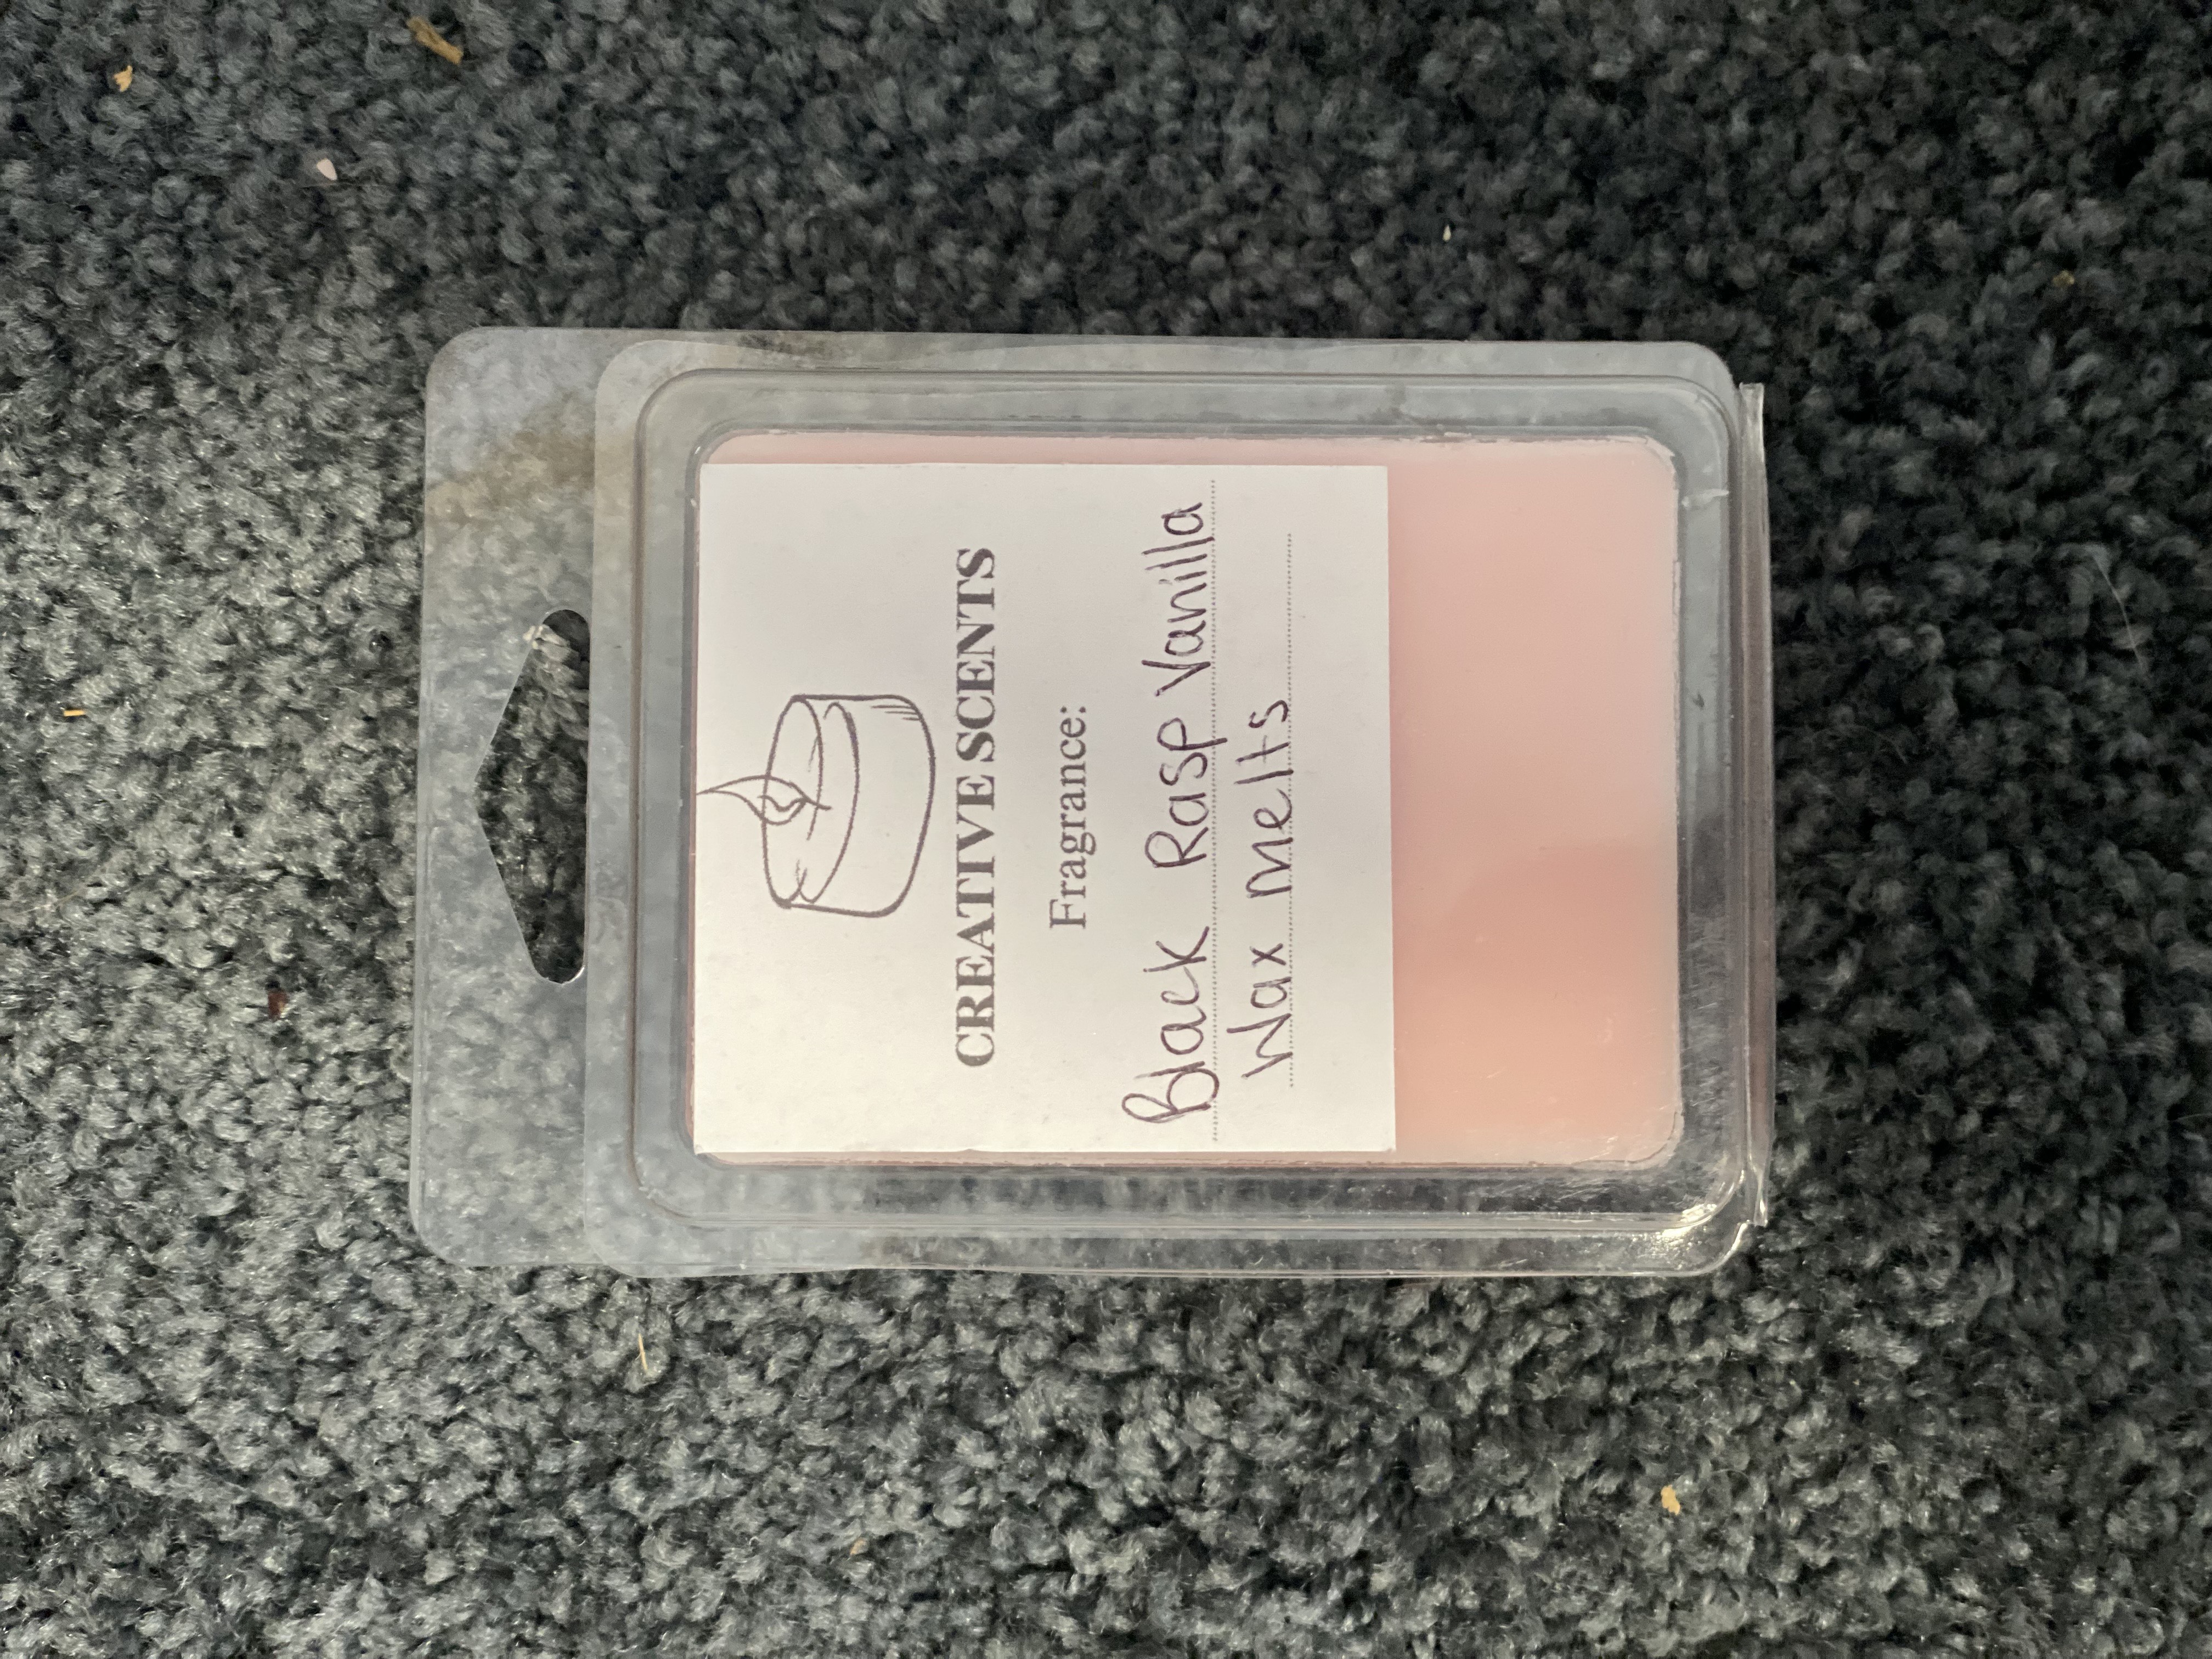 CREATIVE SCENTS
Fragrance:
Black Rasp Vanilla
Wax melts